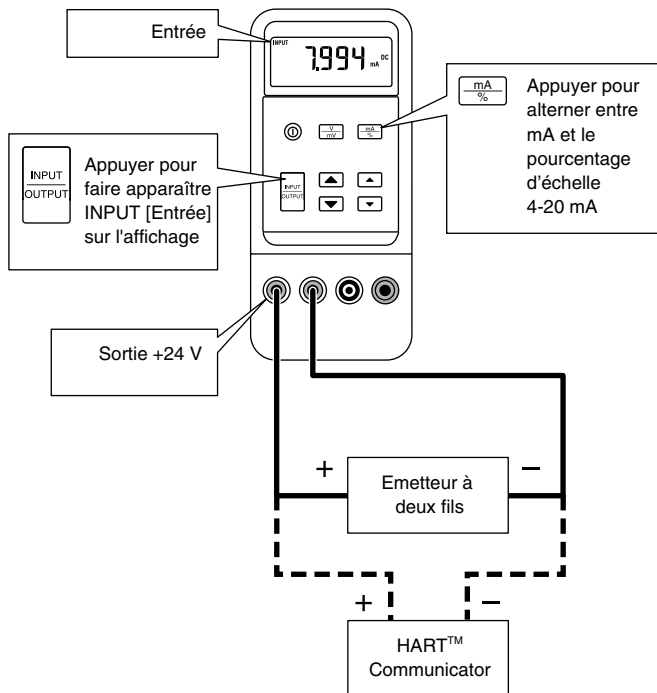 Entrée
INPUT
7.994 mA DC
mA
%
Appuyer pour
alterner entre
mA et le
pourcentage
d'échelle
4-20 mA
V
mV
mA
%
INPUT
OUTPUT
Appuyer pour
faire apparaître
INPUT [Entrée]
sur l'affichage
INPUT
OUTPUT
Sortie +24 V
+
Emetteur à
deux fils
−
+
−
HART™
Communicator